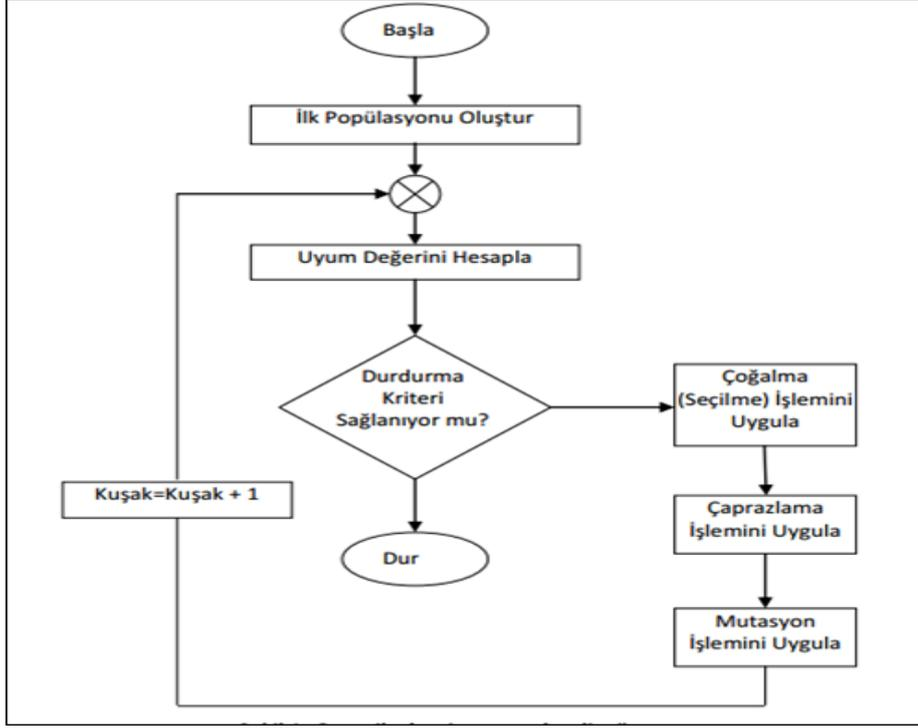 Başla
İlk Popülasyonu Oluştur
Uyum Değerini Hesapla
Durdurma
Kriteri
Sağlanıyor mu?
Çoğalma
(Seçilme) İşlemini
Uygula
Kuşak=Kuşak + 1
Çaprazlama
İşlemini Uygula
Dur
Mutasyon
İşlemini Uygula